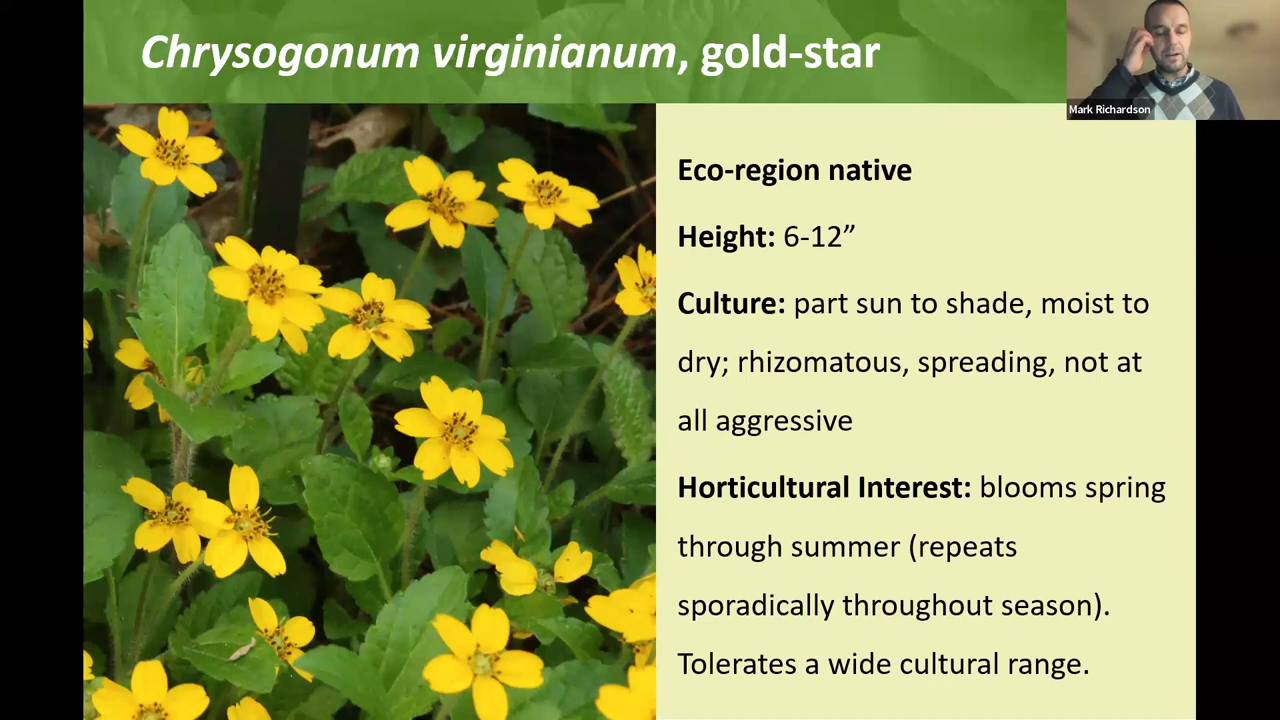 Chrysogonum virginianum, gold-star
Mark Richardson
Eco-region native
Height: 6-12”
Culture: part sun to shade, moist to
dry; rhizomatous, spreading, not at
all aggressive
Horticultural Interest: blooms spring
through summer (repeats
sporadically throughout season).
Tolerates a wide cultural range.